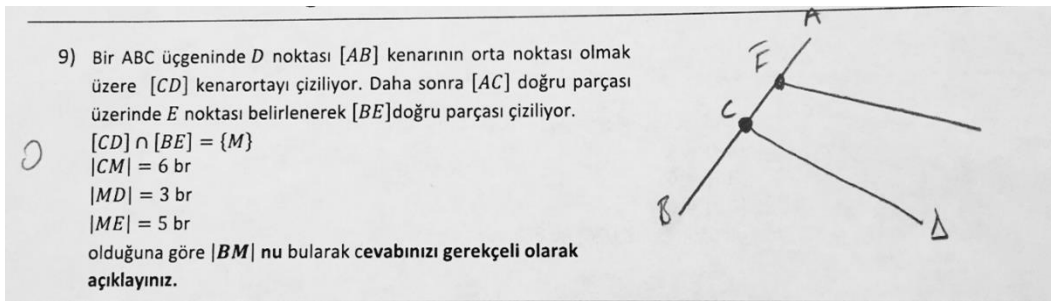 9) Bir ABC üçgeninde D noktası [AB] kenarının orta noktası olmak
üzere [CD] kenarortayı çiziliyor. Daha sonra [AC] doğru parçası
üzerinde E noktası belirlenerek [BE]doğru parçası çiziliyor.
[CD] ∩ [BE] = {M}
|CM| = 6 br
|MD| = 3 br
|ME| = 5 br
olduğuna göre |BM| nu bularak cevabınızı gerekçeli olarak
açıklayınız.
A
E
C
B
D